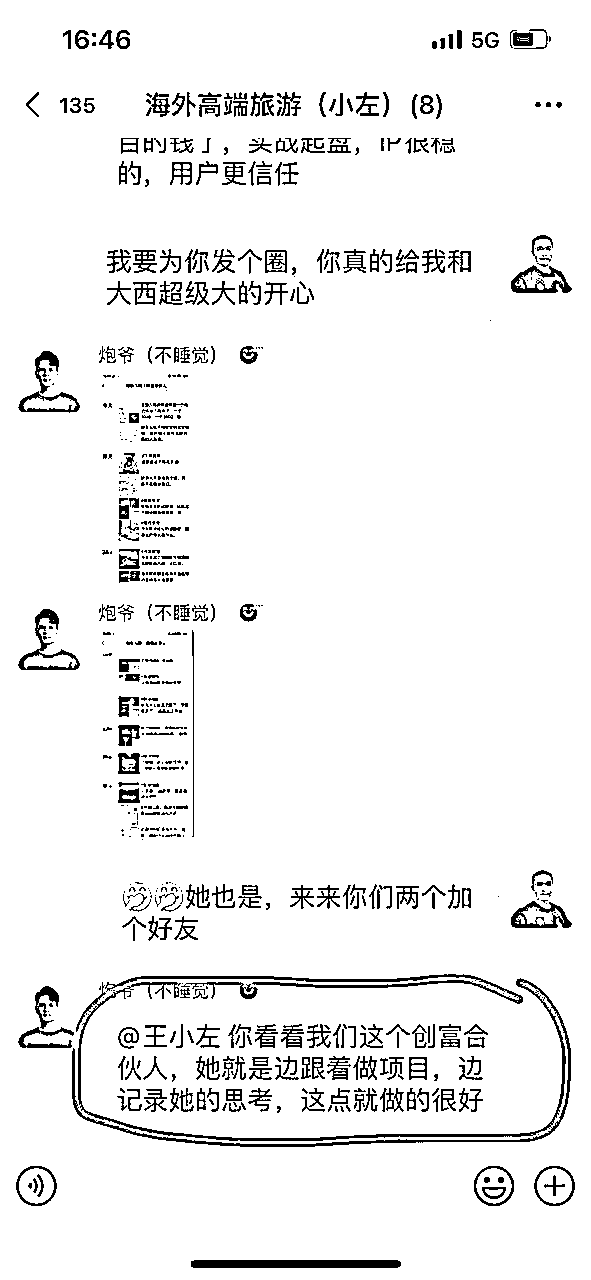 16:46
5G
135
海外高端旅游（小左）(8)
目的钱了，实战起盘，IP很稳
的，用户更信任
我要为你发个圈，你真的给我和
大西超级大的开心
炮爷（不睡觉）
炮爷（不睡觉）
她也是，来来你们两个加
个好友
炮爷（不睡觉）
@王小左 你看看我们这个创富合
伙人，她就是边跟着做项目，边
记录她的思考，这点就做的很好